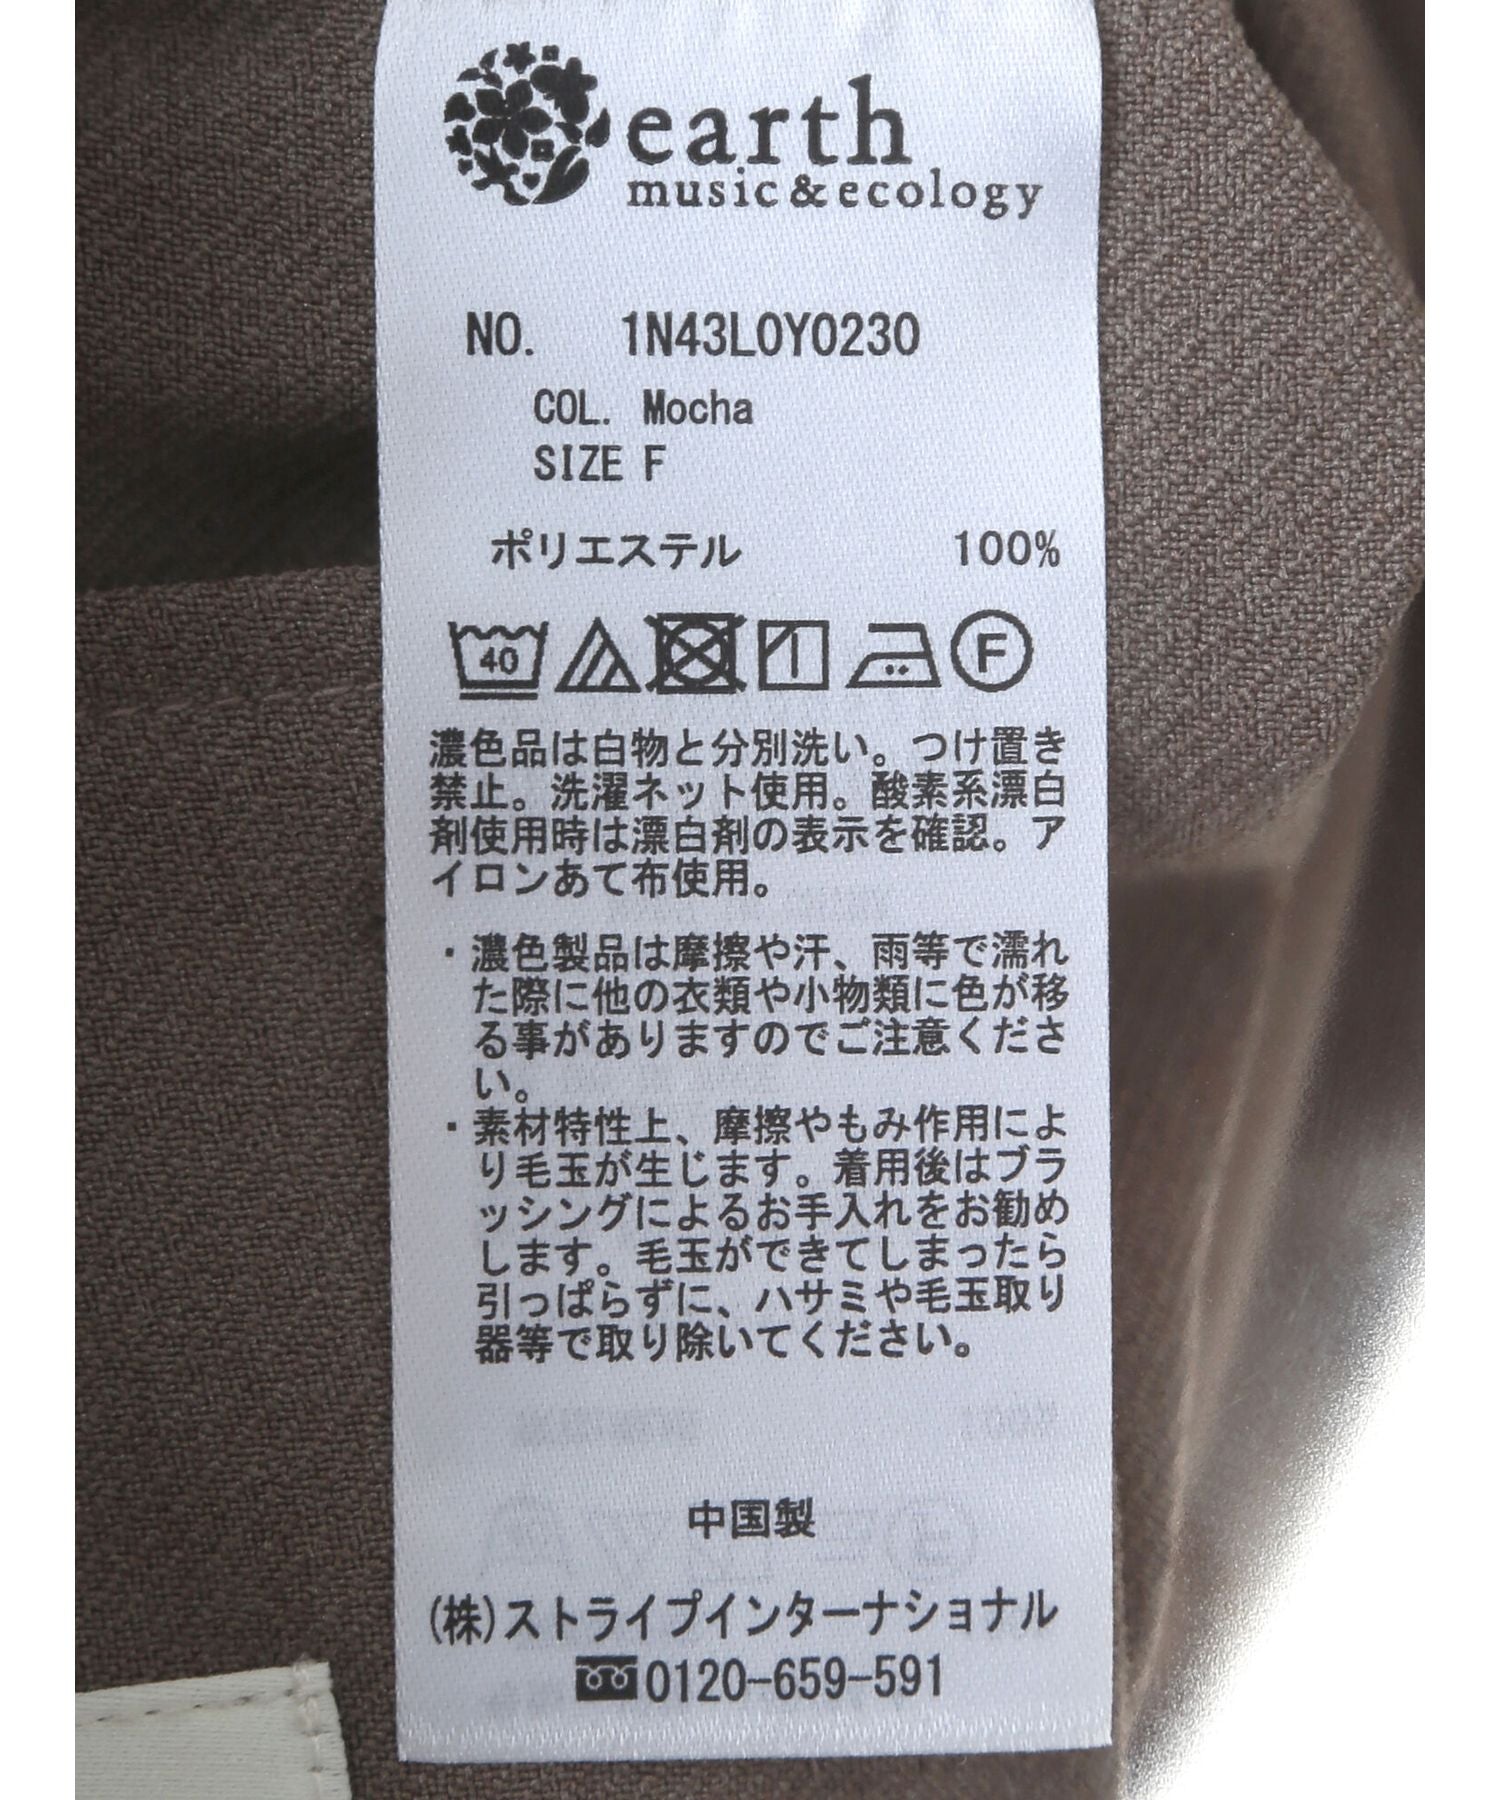 earth
music&ecology
NO. 1N43L0Y0230
COL. Mocha
SIZE F
ポリエステル 100%
40 F
濃色品は白物と分別洗い。つけ置き
禁止。洗濯ネット使用。酸素系漂白
剤使用時は漂白剤の表示を確認。ア
イロンあて布使用。
・濃色製品は摩擦や汗、雨等で濡れ
た際に他の衣類や小物類に色が移
る事がありますのでご注意くださ
い。
・素材特性上、摩擦やもみ作用によ
り毛玉が生じます。着用後はブラ
ッシングによるお手入れをお勧め
します。毛玉ができてしまったら
引っぱらずに、ハサミや毛玉取り
器等で取り除いてください。
中国製
(株)ストライプインターナショナル
0120-659-591